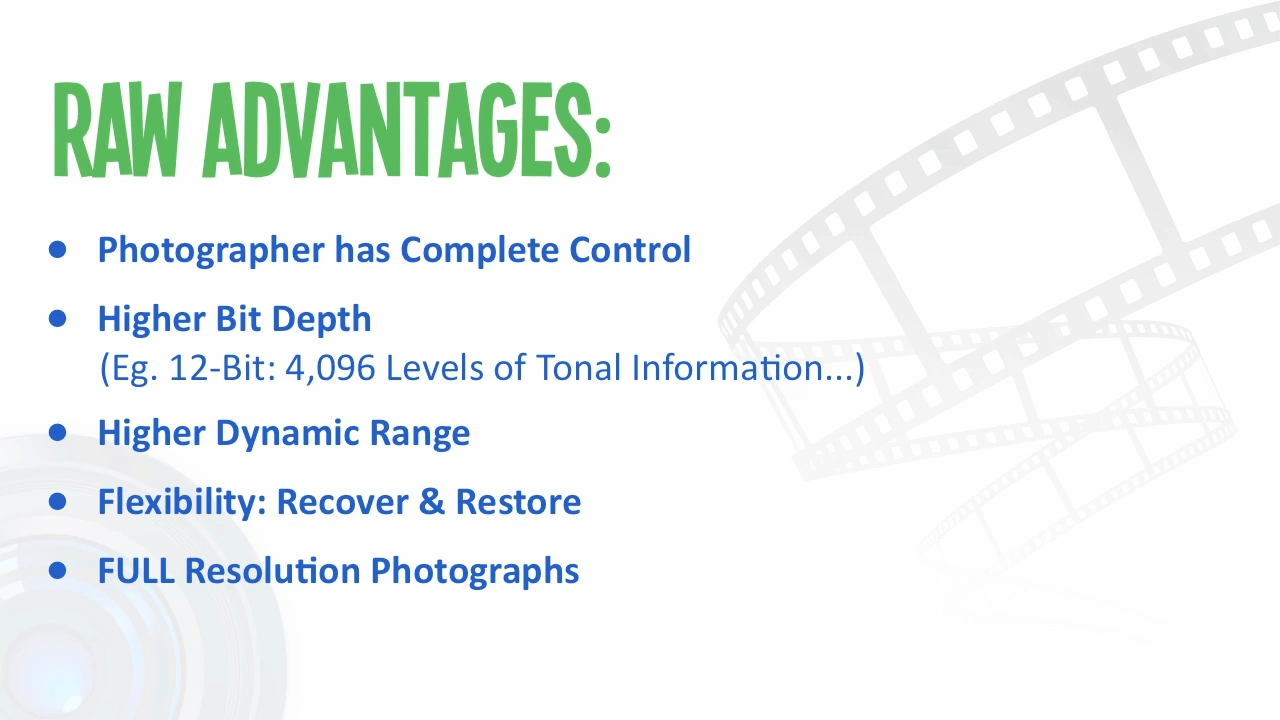 RAW ADVANTAGES:
● Photographer has Complete Control
● Higher Bit Depth
(Eg. 12-Bit: 4,096 Levels of Tonal Information...)
● Higher Dynamic Range
● Flexibility: Recover & Restore
● FULL Resolution Photographs